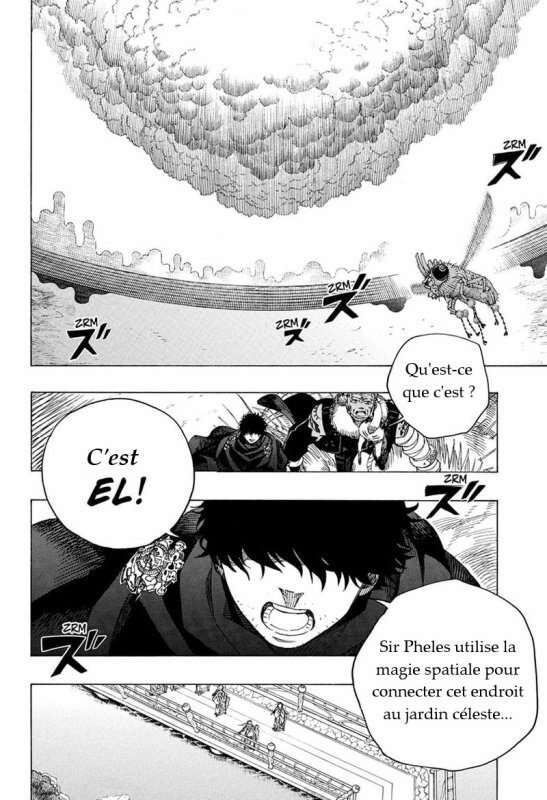 ZRM
ズ゛
ZRM
ズ゛
ZRM
ズ゛
ZRM
ズ゛
Qu'est-ce
que c'est ?
C'est
EL!
ZRM
ズ゛
ZRM
ズ゛
Sir Pheles utilise la
magie spatiale pour
connecter cet endroit
au jardin céleste...